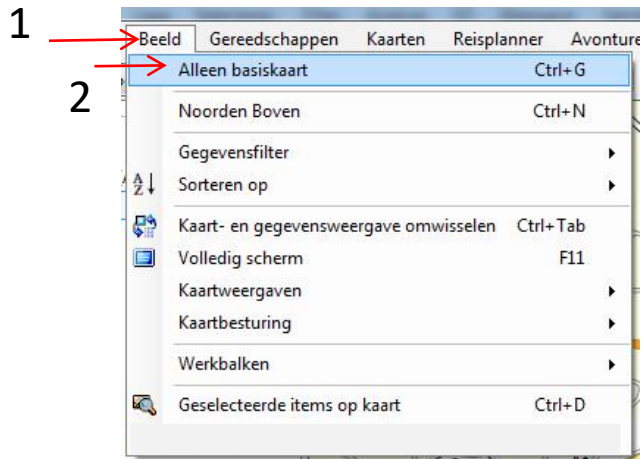 1
Beeld Gereedschappen Kaarten Reisplanner Avonture
2
Alleen basiskaart Ctrl+G
Noorden Boven Ctrl+N
Gegevensfilter
Sorteren op
Kaart- en gegevensweergave omwisselen Ctrl+Tab
Volledig scherm F11
Kaartweergaven
Kaartbesturing
Werkbalken
Geselecteerde items op kaart Ctrl+D